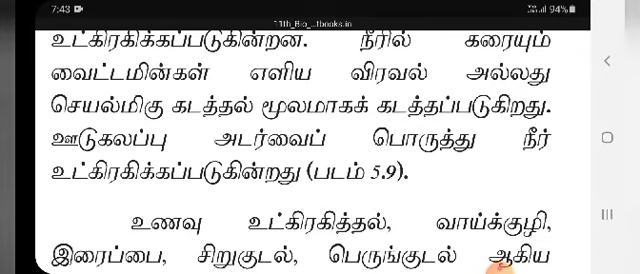 7:43
94%
11th_Bio_...tbooks.in
உட்கிரகிக்கப்படுகின்றன. நீரில் கரையும்
வைட்டமின்கள் எளிய விரவல் அல்லது
செயல்மிகு கடத்தல் மூலமாகக் கடத்தப்படுகிறது.
ஊடுகலப்பு அடர்வைப் பொருத்து நீர்
உட்கிரகிக்கப்படுகின்றது (படம் 5.9).
உணவு உட்கிரகித்தல், வாய்க்குழி,
இரைப்பை, சிறுகுடல், பெருங்குடல் ஆகிய